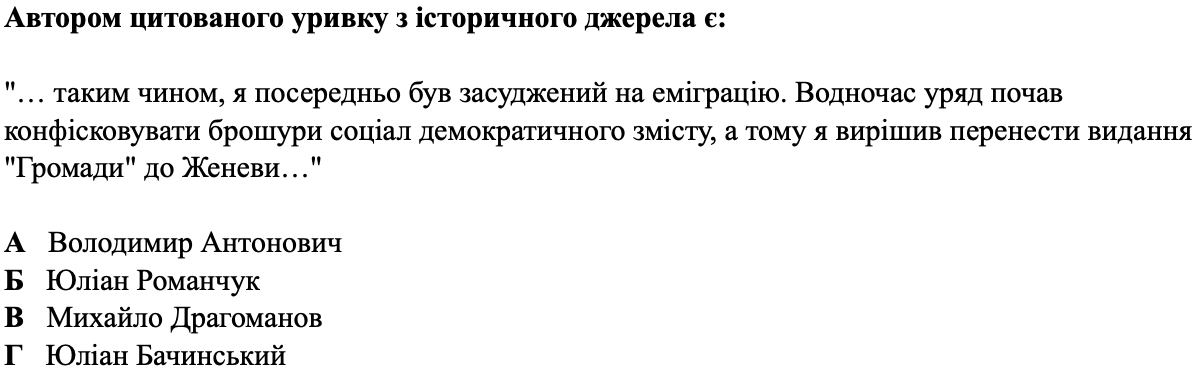 Автором цитованого уривку з історичного джерела є:
"… таким чином, я посередньо був засуджений на еміграцію. Водночас уряд почав
конфісковувати брошури соціал демократичного змісту, а тому я вирішив перенести видання
"Громади" до Женеви…"
А Володимир Антонович
Б Юліан Романчук
В Михайло Драгоманов
Г Юліан Бачинський